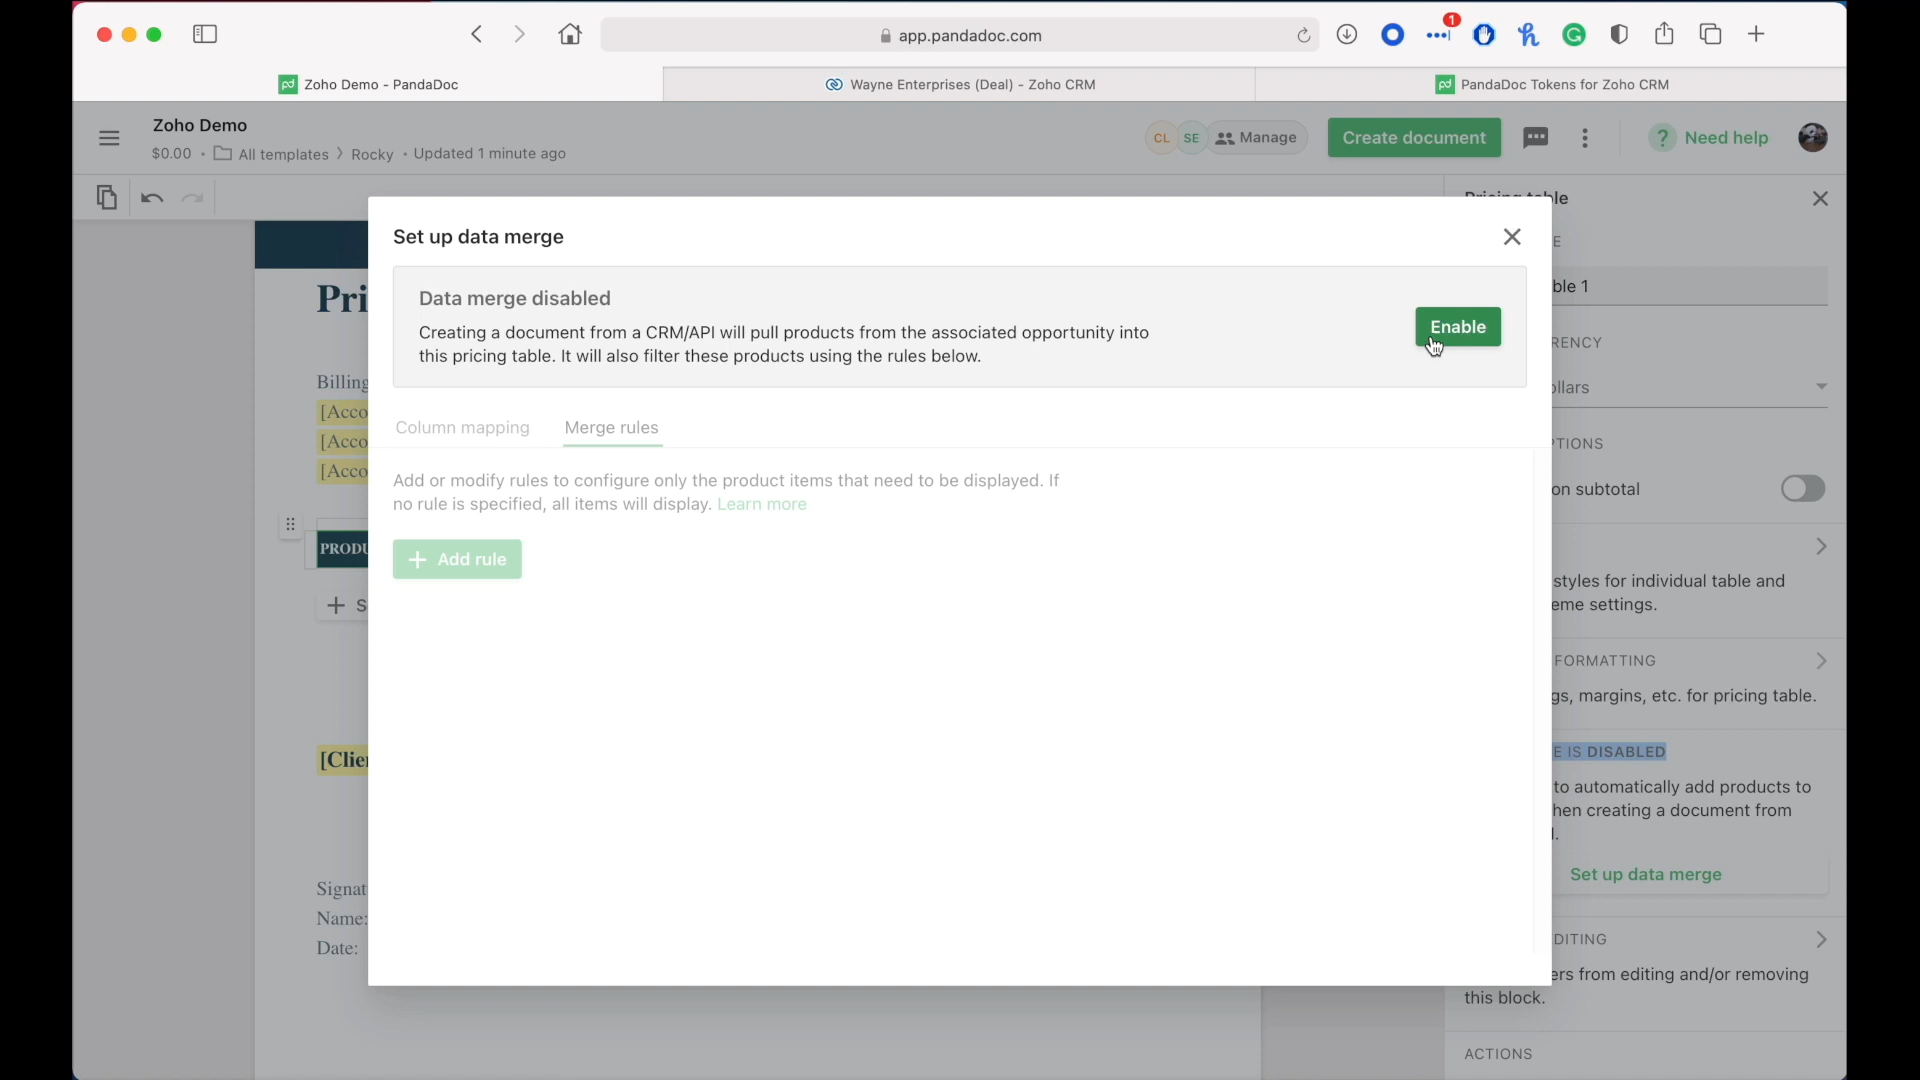 1
app.pandadoc.com
Zoho Demo - PandaDoc
Wayne Enterprises (Deal) - Zoho CRM
PandaDoc Tokens for Zoho CRM
Zoho Demo
$0.00 • All templates > Rocky • Updated 1 minute ago
CL SE Manage
Create document
Need help
Set up data merge
Data merge disabled
Creating a document from a CRM/API will pull products from the associated opportunity into
this pricing table. It will also filter these products using the rules below.
Enable
Column mapping
Merge rules
Add or modify rules to configure only the product items that need to be displayed. If
no rule is specified, all items will display. Learn more
+ Add rule
Pri
Billing
[Acco
[Acco
[Acco
PRODU
+ S
[Clie
Signat
Name:
Date:
Pricing table
E
ble 1
RENCY
ollars
PTIONS
on subtotal
styles for individual table and
eme settings.
FORMATTING
gs, margins, etc. for pricing table.
E IS DISABLED
to automatically add products to
hen creating a document from
l.
Set up data merge
DITING
ers from editing and/or removing
this block.
ACTIONS